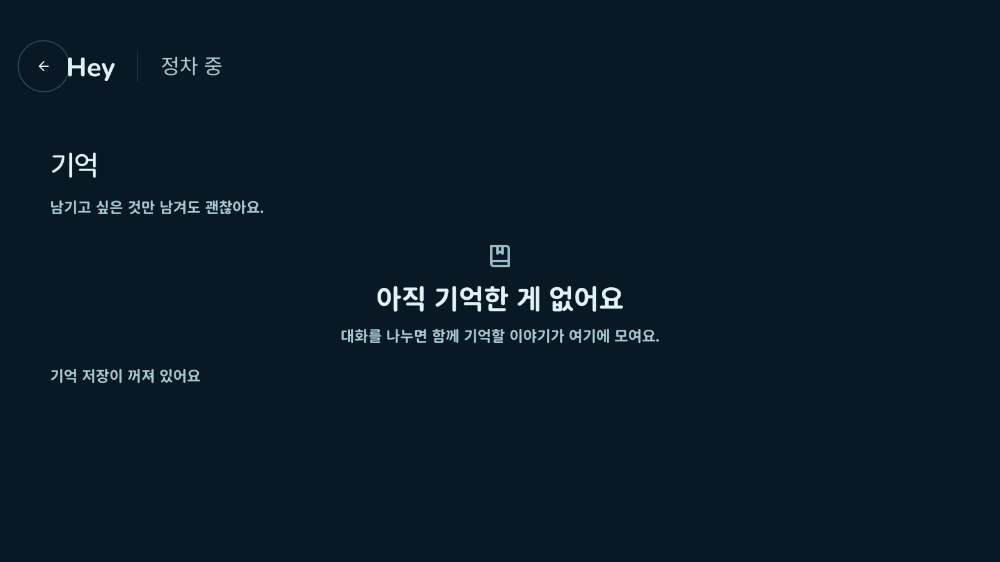 Hey
정차 중
기억
남기고 싶은 것만 남겨도 괜찮아요.
아직 기억한 게 없어요
대화를 나누면 함께 기억할 이야기가 여기에 모여요.
기억 저장이 꺼져 있어요